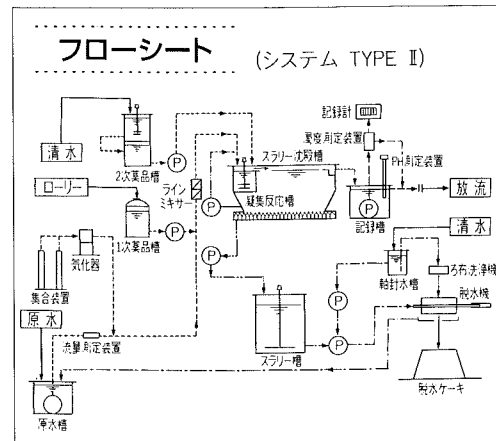 フローシート
(システム TYPE Ⅱ)
記録計
濁度測定装置
清水
2次薬品槽
P
P
スラリー沈殿槽
PH測定装置
ローリー
ライン
ミキサー
P
凝集反応槽
P
放流
記録槽
1次薬品槽
P
清水
気化器
P
軸封水槽
ろ布洗浄機
集合装置
脱水機
P
原水
流量測定装置
スラリー槽
P
原水槽
脱水ケーキ